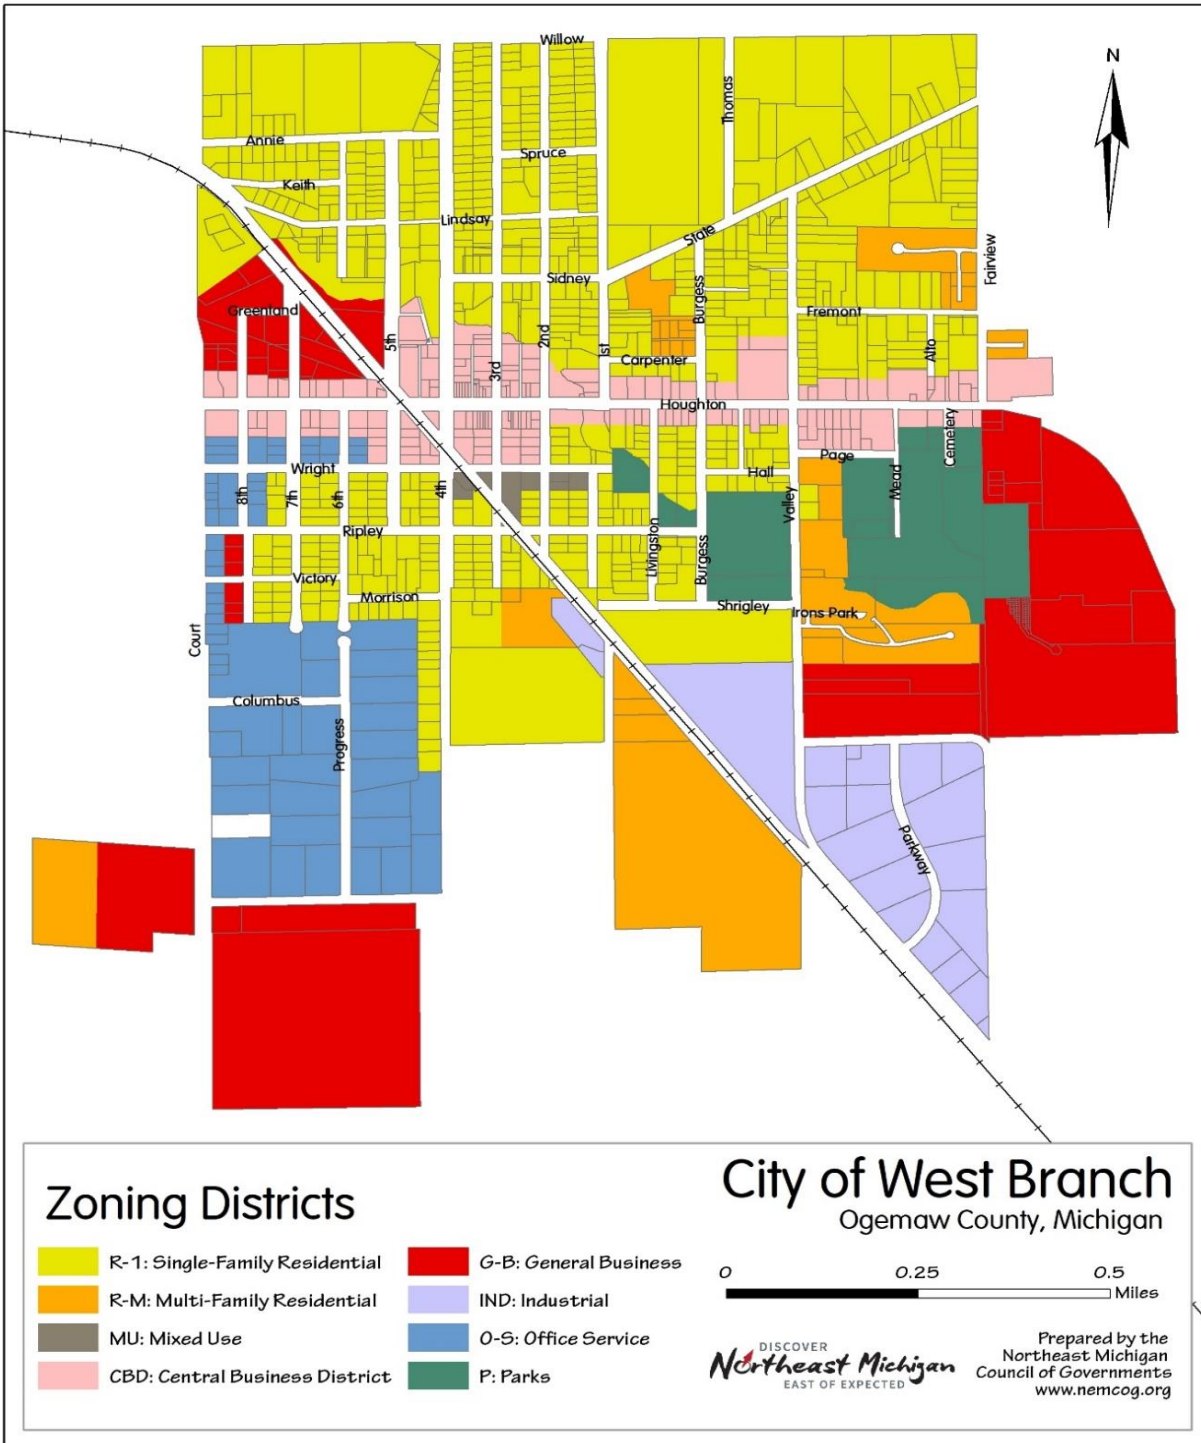 Willow
N
Thomas
Annie
Spruce
Keith
Lindsay
State
Fairview
Sidney
Burgess
Greenland
Fremont
5th
2nd
1st
Alto
3rd
Carpenter
Houghton
Cemetery
Page
Wright
Hall
8th
7th
6th
4th
Mead
Valley
Ripley
Livingston
Burgess
Victory
Morrison
Shrigley
Irons Park
Court
Columbus
Progress
Parkway
Zoning Districts
R-1: Single-Family Residential
R-M: Multi-Family Residential
MU: Mixed Use
CBD: Central Business District
G-B: General Business
IND: Industrial
O-S: Office Service
P: Parks
City of West Branch
Ogemaw County, Michigan
0 0.25 0.5
Miles
DISCOVER
Northeast Michigan
EAST OF EXPECTED
Prepared by the
Northeast Michigan
Council of Governments
www.nemcog.org